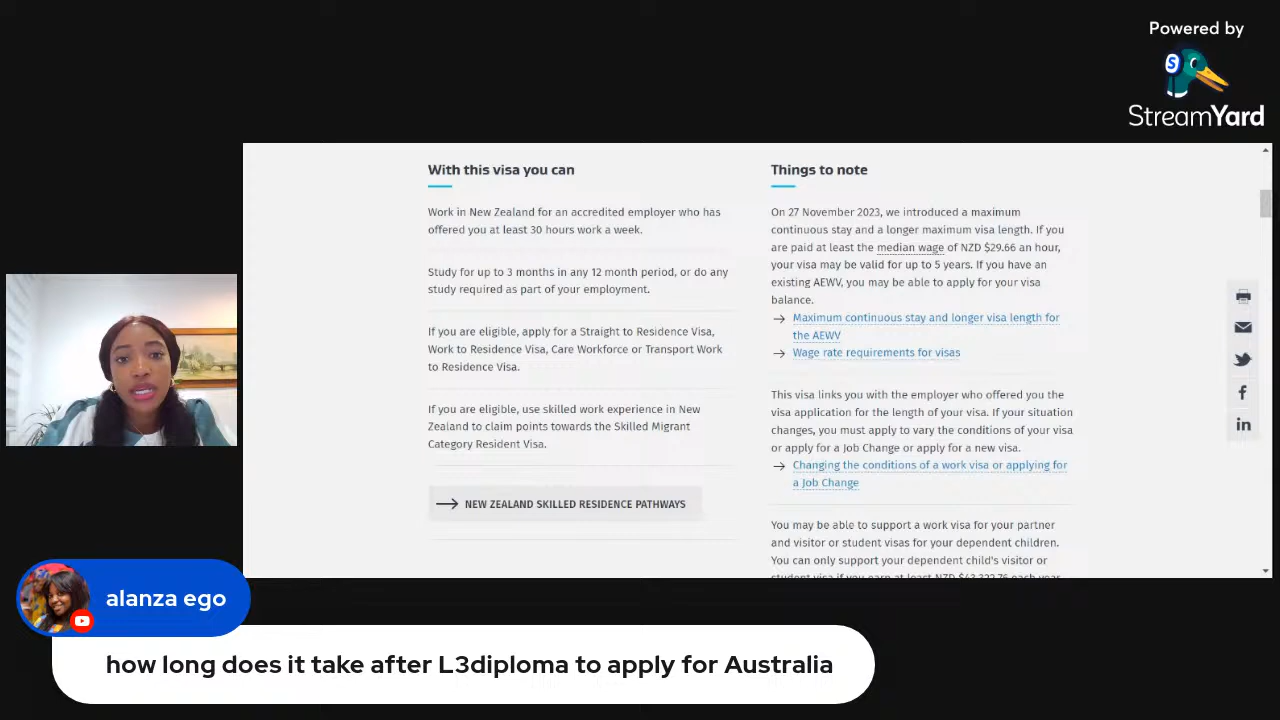 Powered by
StreamYard
With this visa you can
Work in New Zealand for an accredited employer who has
offered you at least 30 hours work a week.
Study for up to 3 months in any 12 month period, or do any
study required as part of your employment.
If you are eligible, apply for a Straight to Residence Visa,
Work to Residence Visa, Care Workforce or Transport Work
to Residence Visa.
If you are eligible, use skilled work experience in New
Zealand to claim points towards the Skilled Migrant
Category Resident Visa.
NEW ZEALAND SKILLED RESIDENCE PATHWAYS
Things to note
On 27 November 2023, we introduced a maximum
continuous stay and a longer maximum visa length. If you
are paid at least the median wage of NZD $29.66 an hour,
your visa may be valid for up to 5 years. If you have an
existing AEWV, you may be able to apply for your visa
balance.
Maximum continuous stay and longer visa length for
the AEWV
Wage rate requirements for visas
This visa links you with the employer who offered you the
visa application for the length of your visa. If your situation
changes, you must apply to vary the conditions of your visa
or apply for a Job Change or apply for a new visa.
Changing the conditions of a work visa or applying for
a Job Change
You may be able to support a work visa for your partner
and visitor or student visas for your dependent children.
You can only support your dependent child's visitor or
student visa if you earn at least NZD $43,322.76 each year
alanza ego
how long does it take after L3diploma to apply for Australia